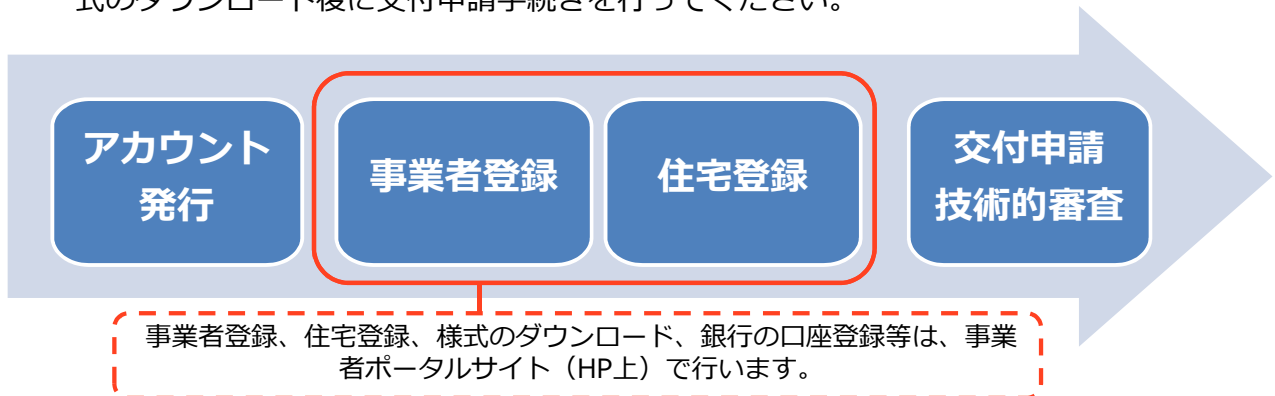 式のダウンロード後に交付申請手続きを行ってください。
アカウント
発行
事業者登録
住宅登録
交付申請
技術的審査
事業者登録、住宅登録、様式のダウンロード、銀行の口座登録等は、事業
者ポータルサイト（HP上）で行います。